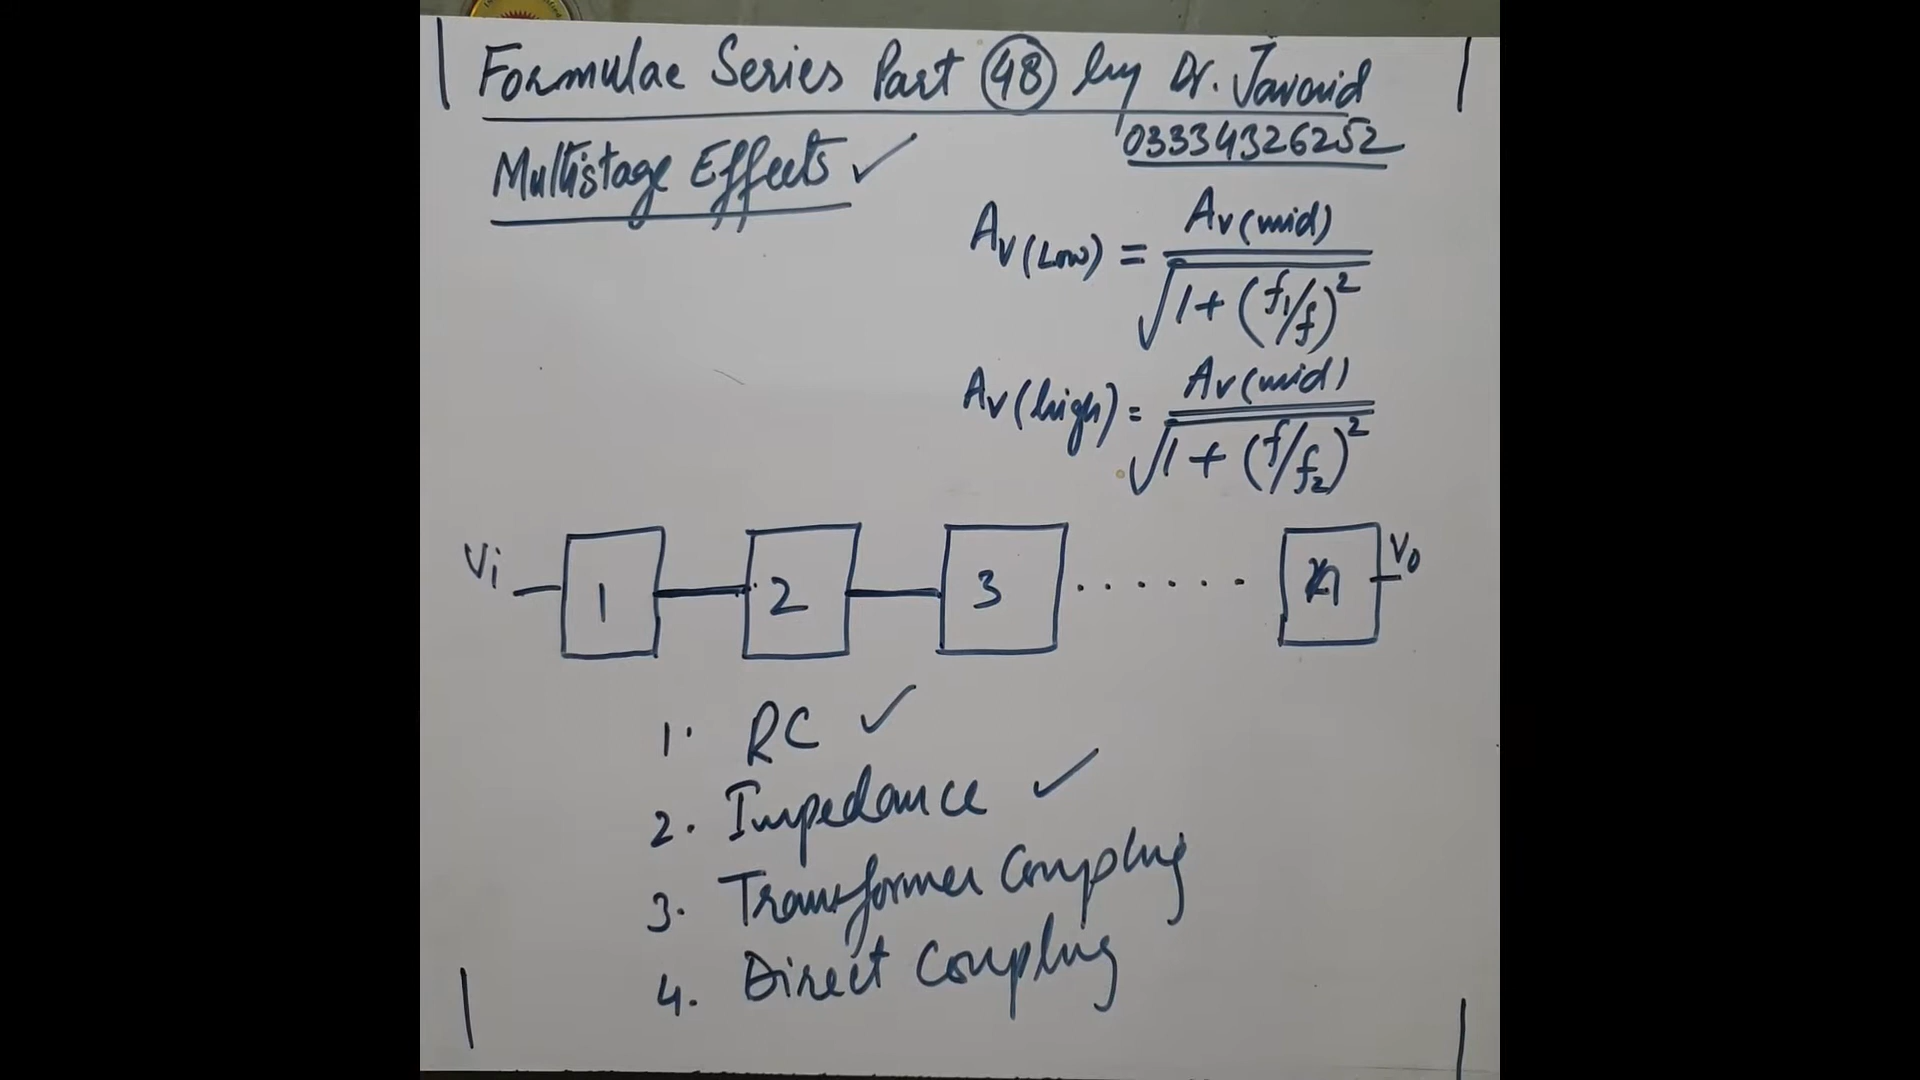 Formulae Series Part 48 by Dr. Javaid
03334326252
Multistage Effects ✓
Av(Low) = Av(mid) / √1 + (f1/f)²
Av(high) = Av(mid) / √1 + (f/f2)²
Vi 1 2 3 ....... n Vo
1. RC ✓
2. Impedance ✓
3. Transformer Coupling
4. Direct Coupling